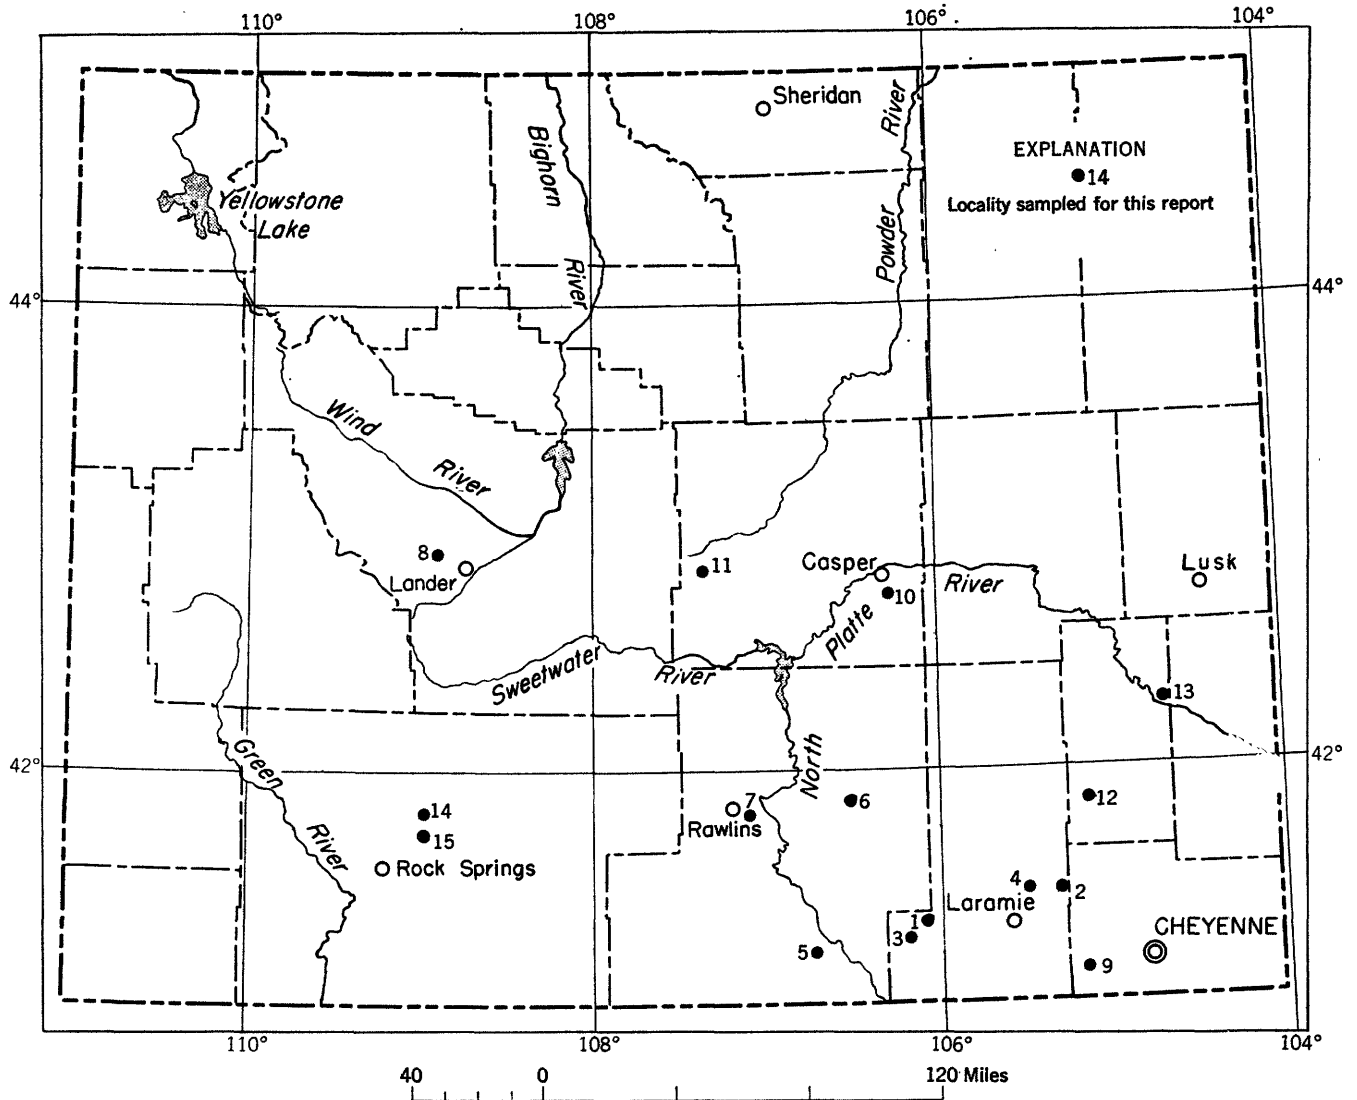 110°
108°
106°
104°
Sheridan
River
Bighorn
EXPLANATION
14
Locality sampled for this report
Yellowstone
Lake
Powder
River
44°
44°
Wind
River
8
Lander
11
Casper
10
River
Lusk
Platte
Sweetwater
River
13
Green
42°
42°
North
14
15
River
Rock Springs
7
Rawlins
6
12
4
2
Laramie
1
3
5
CHEYENNE
9
110°
108°
106°
104°
40 0 120 Miles